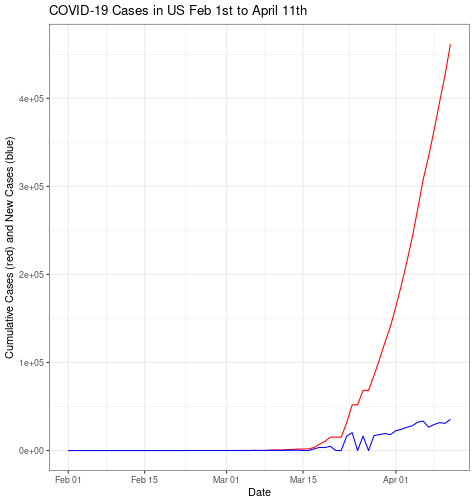 COVID-19 Cases in US Feb 1st to April 11th
Cumulative Cases (red) and New Cases (blue)
4e+05
3e+05
2e+05
1e+05
0e+00
Feb 01 Feb 15 Mar 01 Mar 15 Apr 01
Date